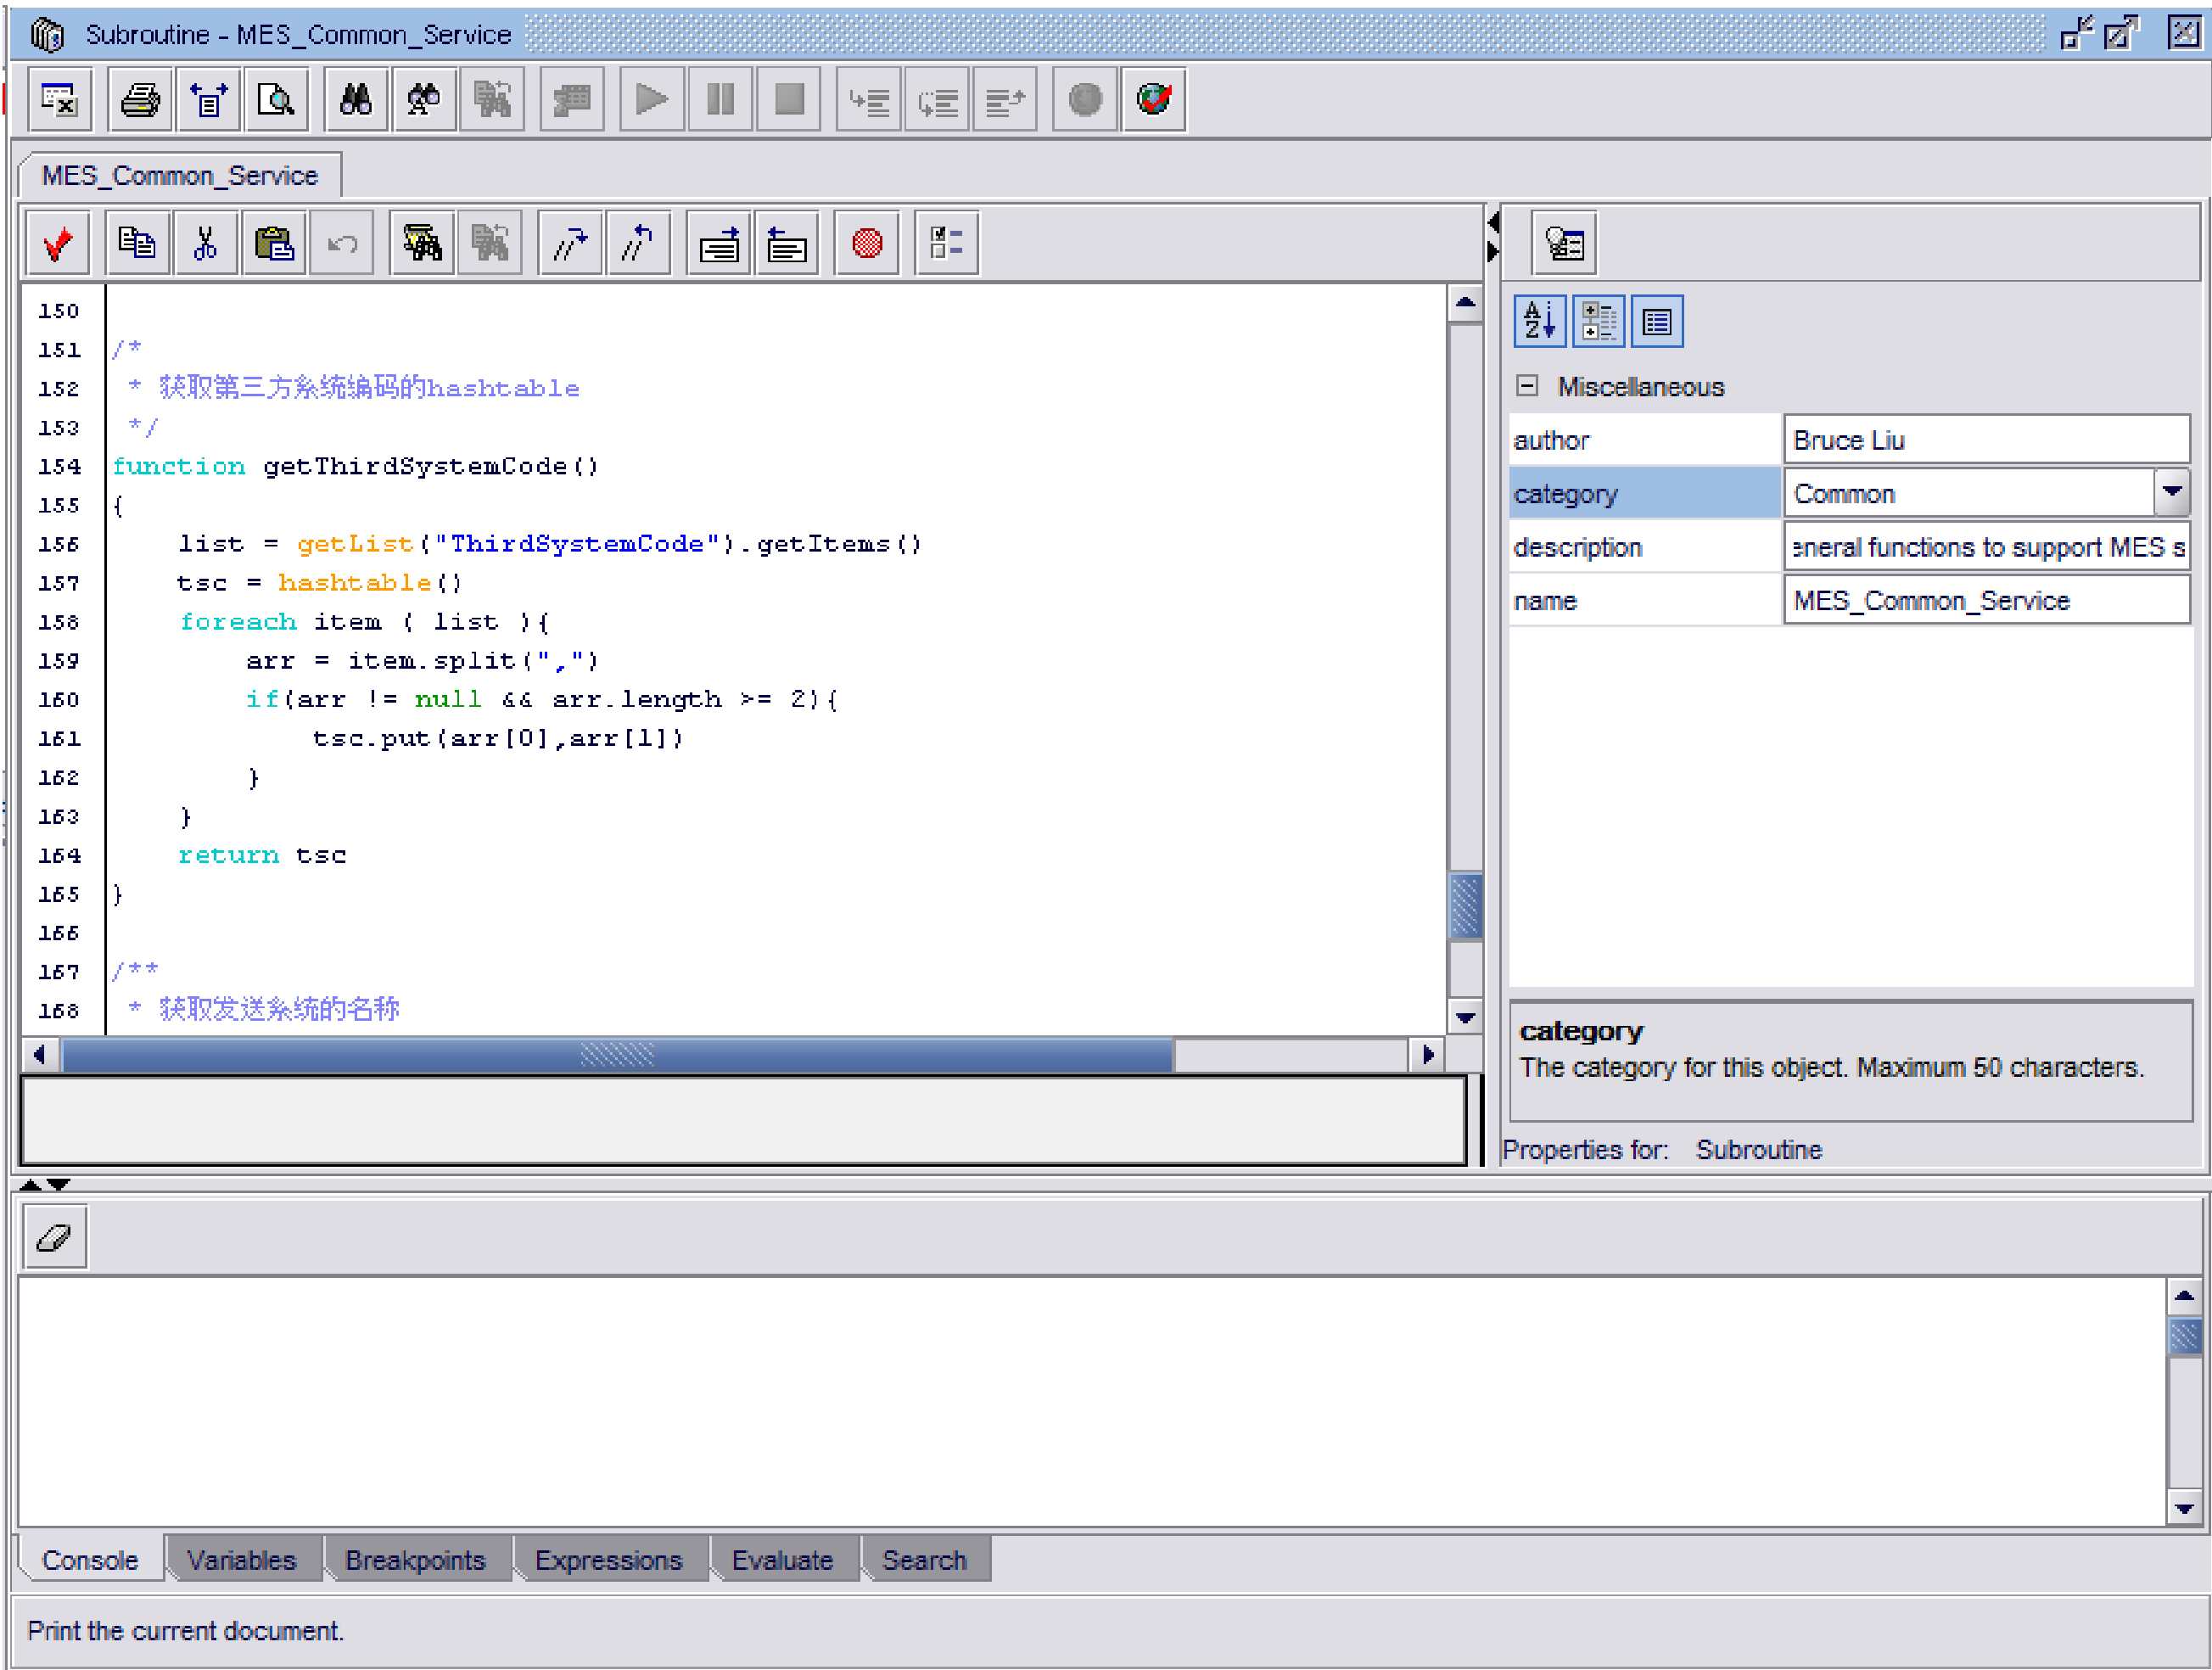 Subroutine - MES_Common_Service
MES_Common_Service
150
151 /*
152  * 获取第三方系统编码的hashtable
153  */
154 function getThirdSystemCode()
155 {
156     list = getList("ThirdSystemCode").getItems()
157     tsc = hashtable()
158     foreach item ( list ){
159         arr = item.split(",")
160         if(arr != null && arr.length >= 2){
161             tsc.put(arr[0],arr[1])
162         }
163     }
164     return tsc
165 }
166
167 /**
168  * 获取发送系统的名称
Miscellaneous
author Bruce Liu
category Common
description eneral functions to support MES s
name MES_Common_Service
category
The category for this object. Maximum 50 characters.
Properties for: Subroutine
Console Variables Breakpoints Expressions Evaluate Search
Print the current document.